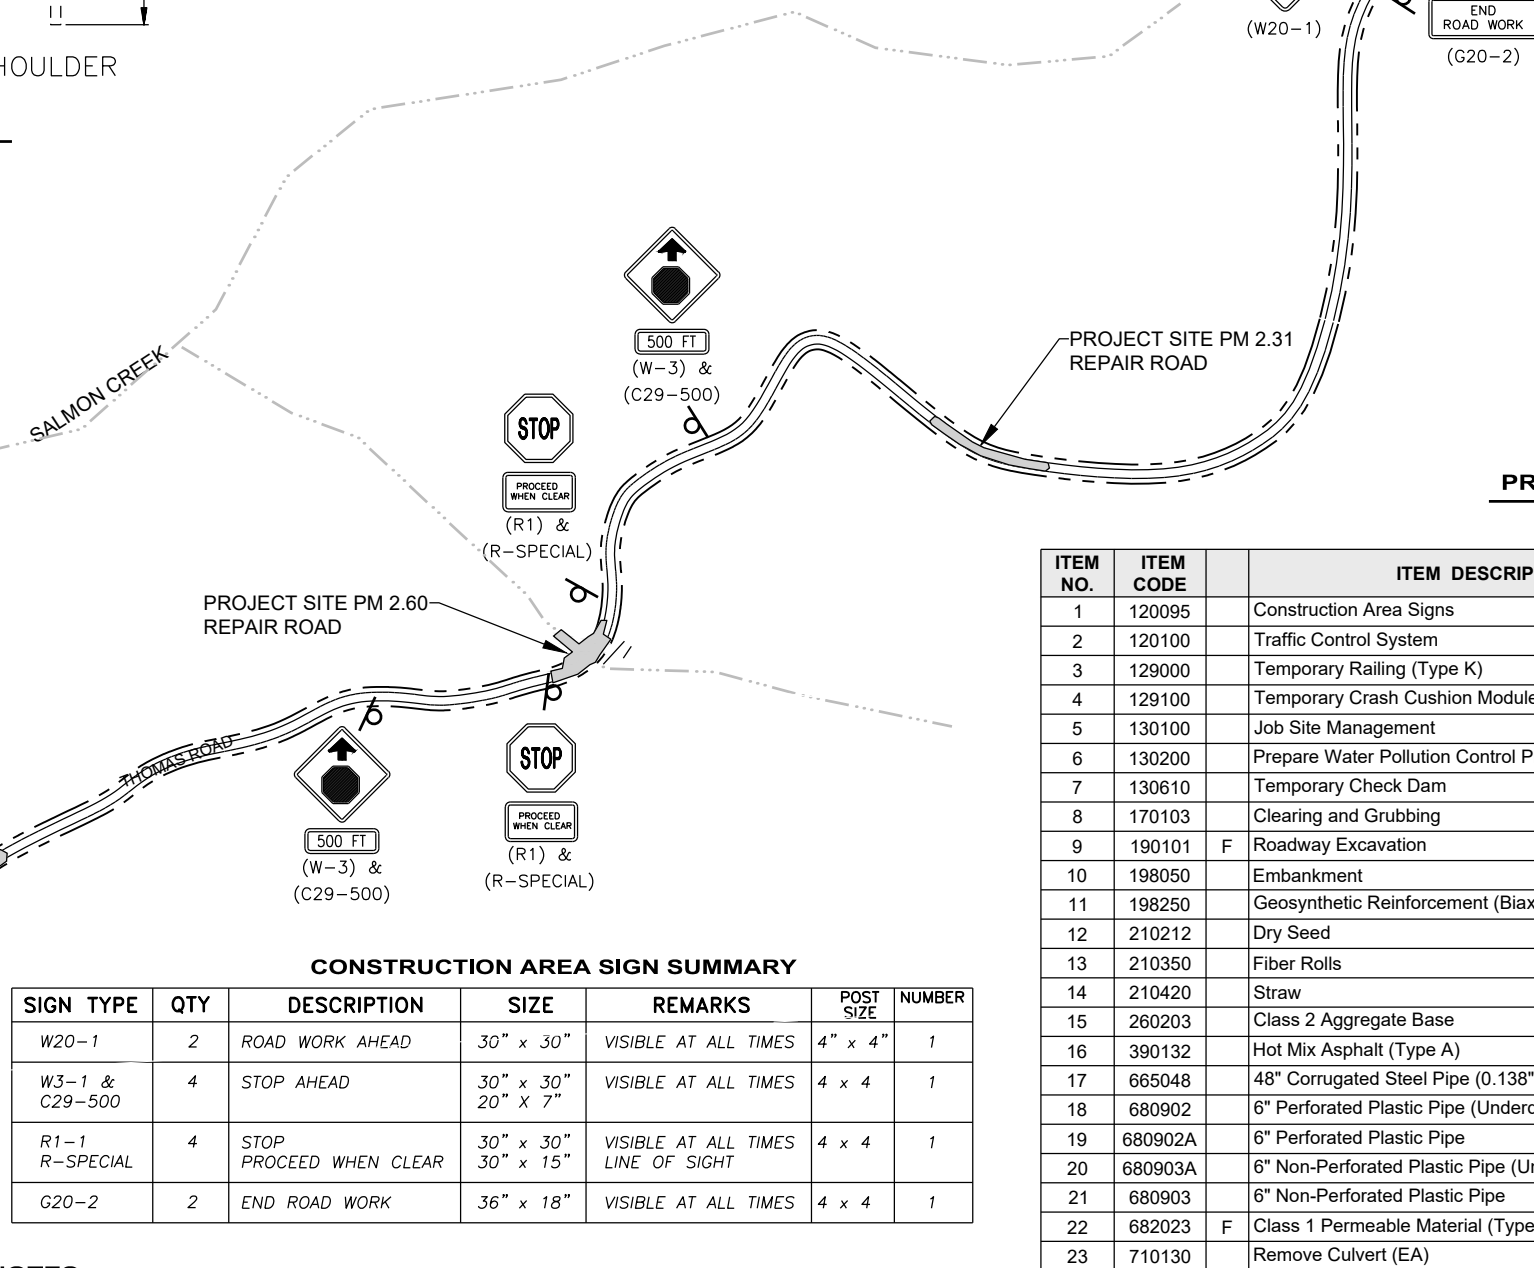 HOULDER
(W20-1)
END
ROAD WORK
(G20-2)
SALMON CREEK
500 FT
(W-3) &
(C29-500)
STOP
PROCEED
WHEN CLEAR
(R1) &
(R-SPECIAL)
PROJECT SITE PM 2.31
REPAIR ROAD
PROJECT SITE PM 2.60
REPAIR ROAD
THOMAS ROAD
500 FT
(W-3) &
(C29-500)
STOP
PROCEED
WHEN CLEAR
(R1) &
(R-SPECIAL)
PR
ITEM NO. ITEM CODE ITEM DESCRIP
1 120095 Construction Area Signs
2 120100 Traffic Control System
3 129000 Temporary Railing (Type K)
4 129100 Temporary Crash Cushion Module
5 130100 Job Site Management
6 130200 Prepare Water Pollution Control P
7 130610 Temporary Check Dam
8 170103 Clearing and Grubbing
9 190101 F Roadway Excavation
10 198050 Embankment
11 198250 Geosynthetic Reinforcement (Biax
12 210212 Dry Seed
13 210350 Fiber Rolls
14 210420 Straw
15 260203 Class 2 Aggregate Base
16 390132 Hot Mix Asphalt (Type A)
17 665048 48" Corrugated Steel Pipe (0.138"
18 680902 6" Perforated Plastic Pipe (Underd
19 680902A 6" Perforated Plastic Pipe
20 680903A 6" Non-Perforated Plastic Pipe (Un
21 680903 6" Non-Perforated Plastic Pipe
22 682023 F Class 1 Permeable Material (Type
23 710130 Remove Culvert (EA)
CONSTRUCTION AREA SIGN SUMMARY
SIGN TYPE QTY DESCRIPTION SIZE REMARKS POST SIZE NUMBER
W20-1 2 ROAD WORK AHEAD 30" x 30" VISIBLE AT ALL TIMES 4" x 4" 1
W3-1 & 4 STOP AHEAD 30" x 30" VISIBLE AT ALL TIMES 4 x 4 1
C29-500 20" X 7"
R1-1 4 STOP 30" x 30" VISIBLE AT ALL TIMES 4 x 4 1
R-SPECIAL PROCEED WHEN CLEAR 30" x 15" LINE OF SIGHT
G20-2 2 END ROAD WORK 36" x 18" VISIBLE AT ALL TIMES 4 x 4 1